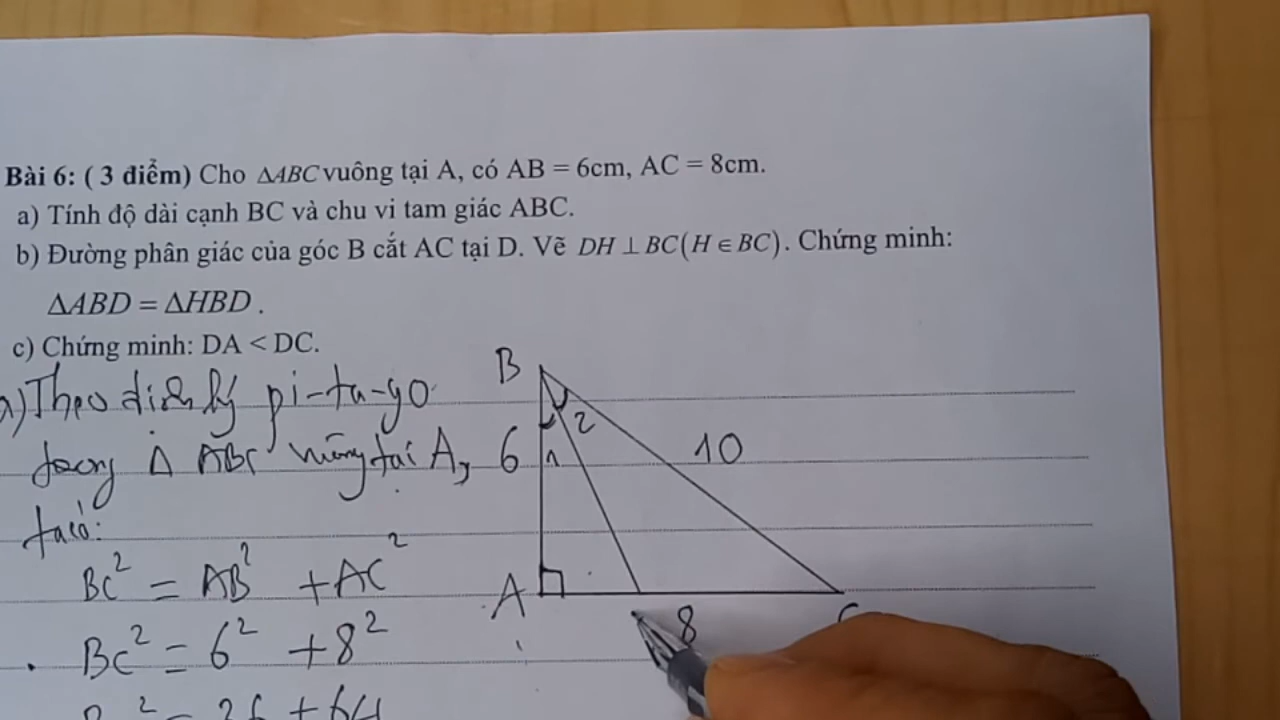 Bài 6: ( 3 điểm) Cho ΔABC vuông tại A, có AB = 6cm, AC = 8cm.
a) Tính độ dài cạnh BC và chu vi tam giác ABC.
b) Đường phân giác của góc B cắt AC tại D. Vẽ DH ⊥ BC(H ∈ BC). Chứng minh:
ΔABD = ΔHBD .
c) Chứng minh: DA < DC.
a) Theo định lý pi-ta-go
trong Δ ABC vuông tại A,
ta có:
BC² = AB² + AC²
BC² = 6² + 8²
² = 36 + 64
B
2
6
1
10
A
8